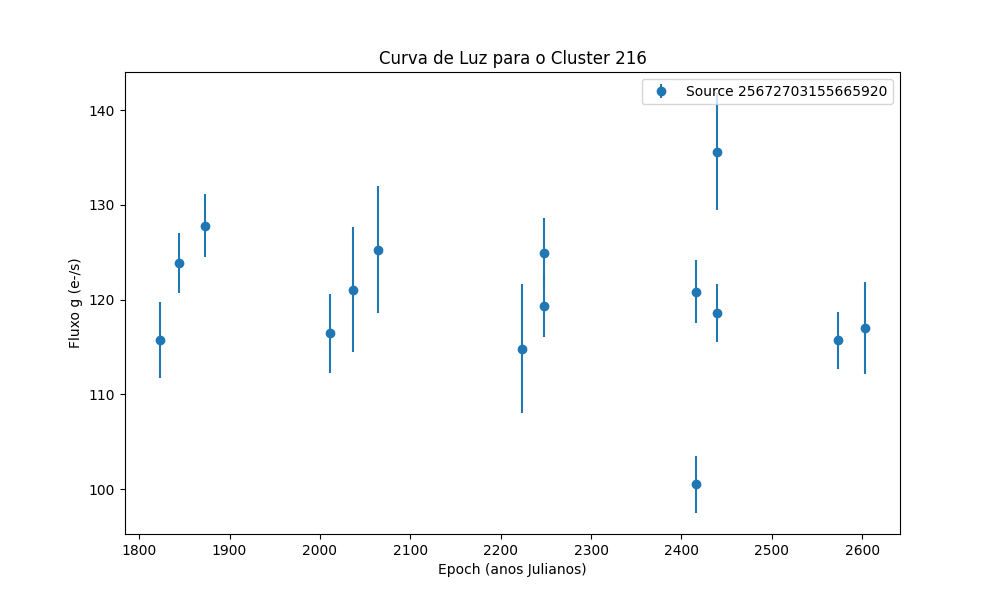 Curva de Luz para o Cluster 216
Source 25672703155665920
Fluxo g (e-/s)
140
130
120
110
100
1800 1900 2000 2100 2200 2300 2400 2500 2600
Epoch (anos Julianos)